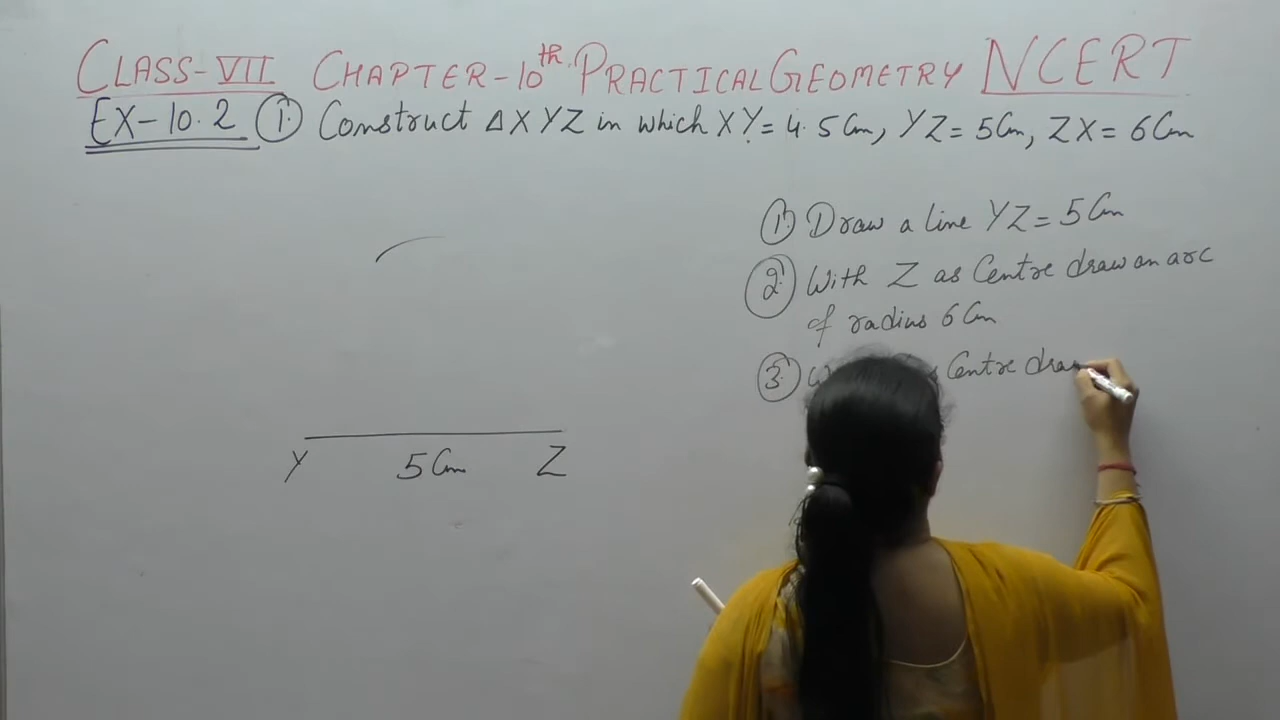 CLASS-VII CHAPTER-10th PRACTICAL GEOMETRY NCERT
EX-10.2 1. Construct ΔXYZ in which XY = 4.5 Cm, YZ = 5 Cm, ZX = 6 Cm
1. Draw a line YZ = 5 Cm
2. With Z as Centre draw an arc
of radius 6 Cm
3. Centre
Y 5 Cm Z